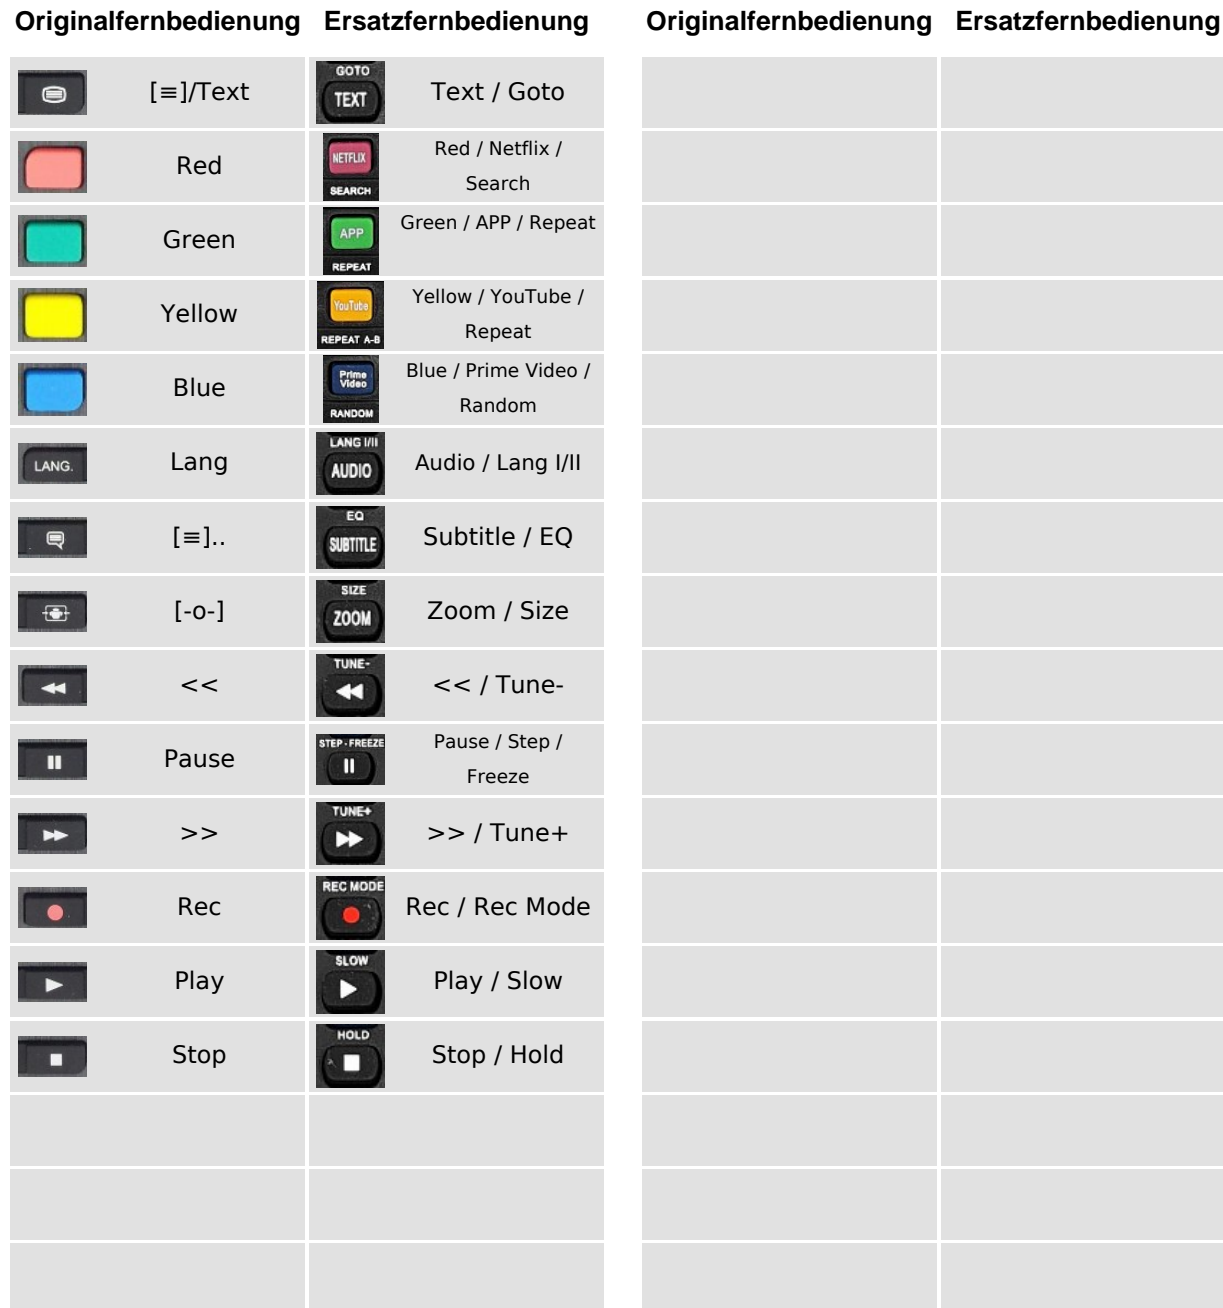 Originalfernbedienung Ersatzfernbedienung Originalfernbedienung Ersatzfernbedienung
[≡]/Text GOTO TEXT Text / Goto
Red NETFLIX SEARCH Red / Netflix / Search
Green APP REPEAT Green / APP / Repeat
Yellow YouTube REPEAT A-B Yellow / YouTube / Repeat
Blue Prime Video RANDOM Blue / Prime Video / Random
LANG. Lang LANG I/II AUDIO Audio / Lang I/II
[≡].. EQ SUBTITLE Subtitle / EQ
[-o-] SIZE ZOOM Zoom / Size
<< TUNE- << / Tune-
Pause STEP-FREEZE Pause / Step / Freeze
>> TUNE+ >> / Tune+
Rec REC MODE Rec / Rec Mode
Play SLOW Play / Slow
Stop HOLD Stop / Hold